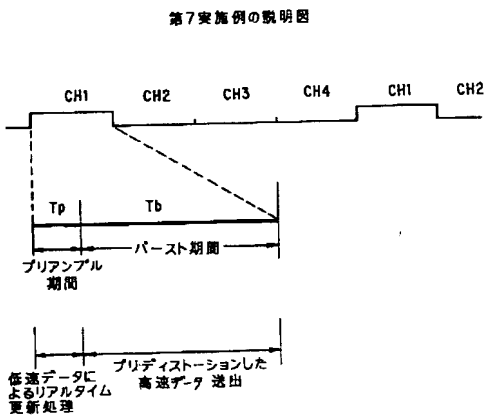 第7実施例の説明図
CH1 CH2 CH3 CH4 CH1 CH2
Tp Tb
プリアンブル
期間
バースト期間
低速データに
よるリアルタイム
更新処理
プリディストーションした
高速データ 送出